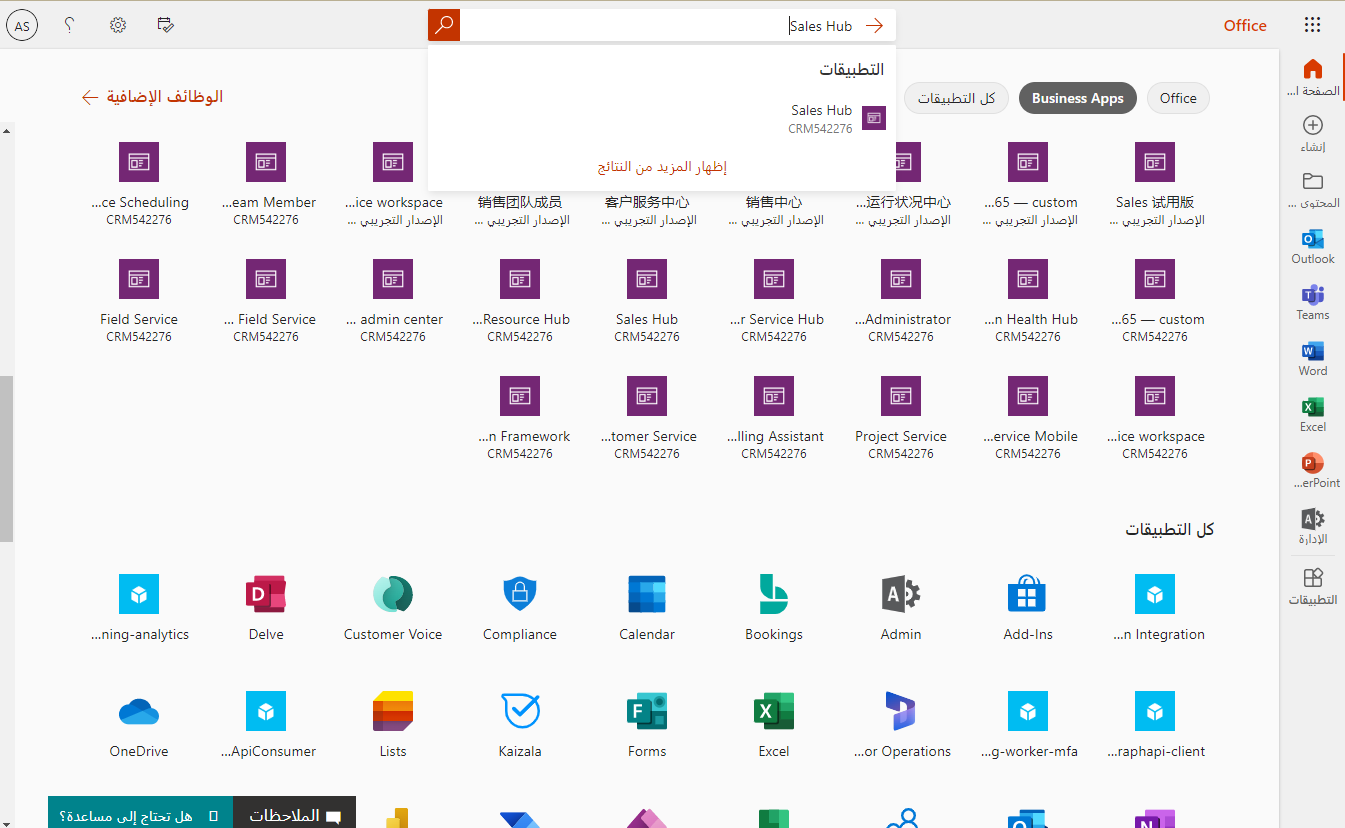 Office
Sales Hub
AS
التطبيقات
Sales Hub
CRM542276
إظهار المزيد من النتائج
Office
Business Apps
كل التطبيقات
الوظائف الإضافية
Sales 试用版
الإصدار التجريبي ...
...65 — custom
الإصدار التجريبي ...
...运行状况中心
الإصدار التجريبي ...
销售中心
الإصدار التجريبي ...
客户服务中心
الإصدار التجريبي ...
销售团队成员
الإصدار التجريبي ...
...ice workspace
CRM542276
...eam Member
CRM542276
...ce Scheduling
CRM542276
...65 — custom
CRM542276
...n Health Hub
CRM542276
...Administrator
CRM542276
...r Service Hub
CRM542276
Sales Hub
CRM542276
...Resource Hub
CRM542276
... admin center
CRM542276
... Field Service
CRM542276
Field Service
CRM542276
...ice workspace
CRM542276
...ervice Mobile
CRM542276
Project Service
CRM542276
...lling Assistant
CRM542276
...tomer Service
CRM542276
...n Framework
CRM542276
كل التطبيقات
...n Integration
Add-Ins
Admin
Bookings
Calendar
Compliance
Customer Voice
Delve
...ning-analytics
...raphapi-client
...g-worker-mfa
...or Operations
Excel
Forms
Kaizala
Lists
...ApiConsumer
OneDrive
الملاحظات
هل تحتاج إلى مساعدة؟
الصفحة ا...
إنشاء
المحتوى ...
Outlook
Teams
Word
Excel
...erPoint
الإدارة
التطبيقات